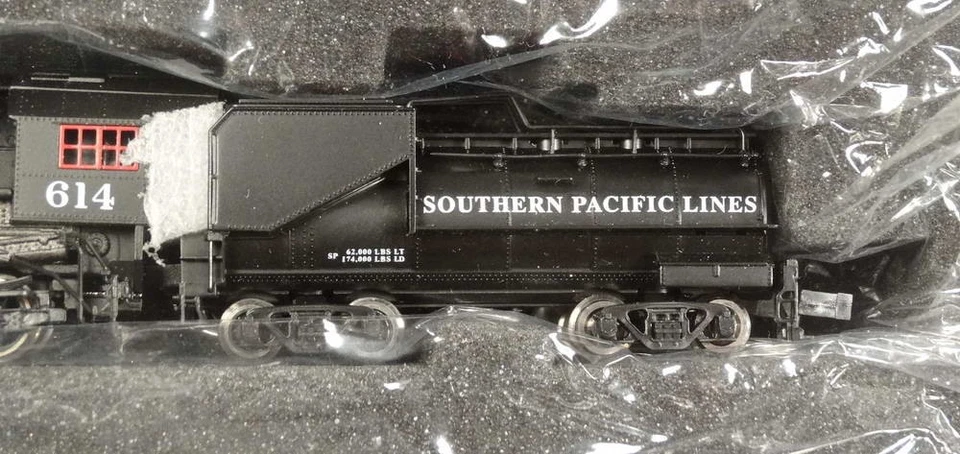 614
SOUTHERN PACIFIC LINES
SP 62,000 LBS LT
174,000 LBS LD